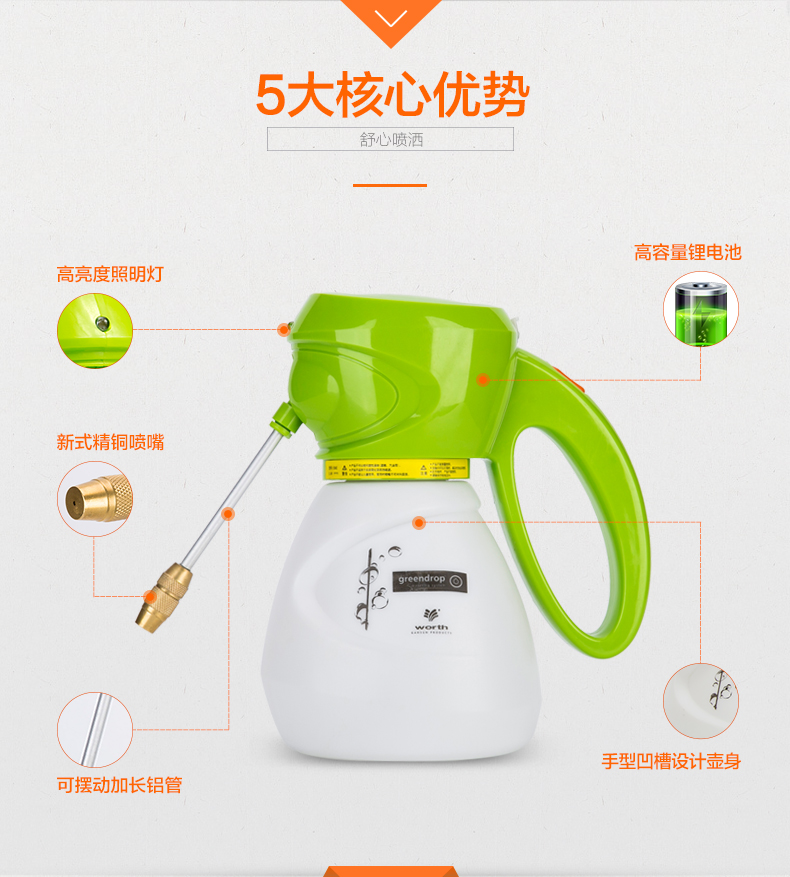 5大核心优势
舒心喷洒
高容量锂电池
高亮度照明灯
新式精铜喷嘴
greendrop
worth
GARDEN PRODUCTS
手型凹槽设计壶身
可摆动加长铝管